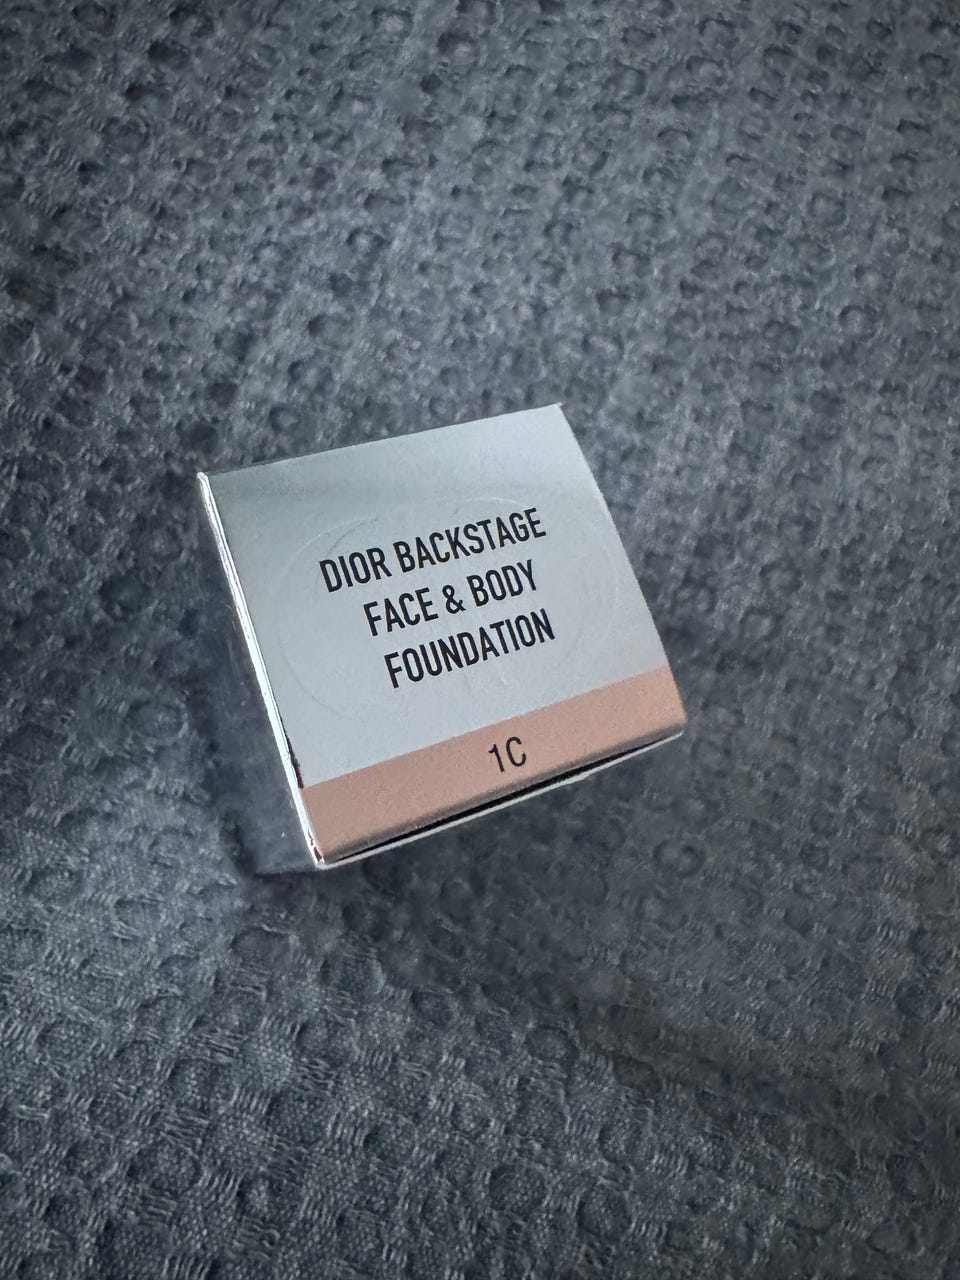 DIOR BACKSTAGE
FACE & BODY
FOUNDATION
1C